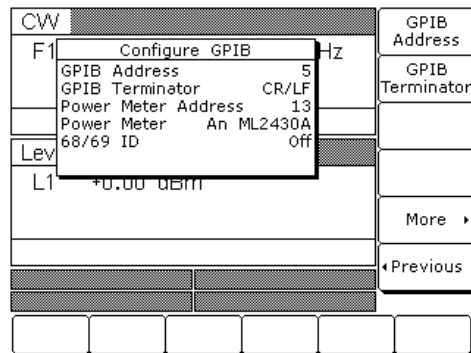 CW
GPIB
Address
F1
Hz
Configure GPIB
GPIB Address 5
GPIB Terminator CR/LF
Power Meter Address 13
Power Meter An ML2430A
68/69 ID Off
GPIB
Terminator
Lev
L1 +0.00 dBm
More
Previous